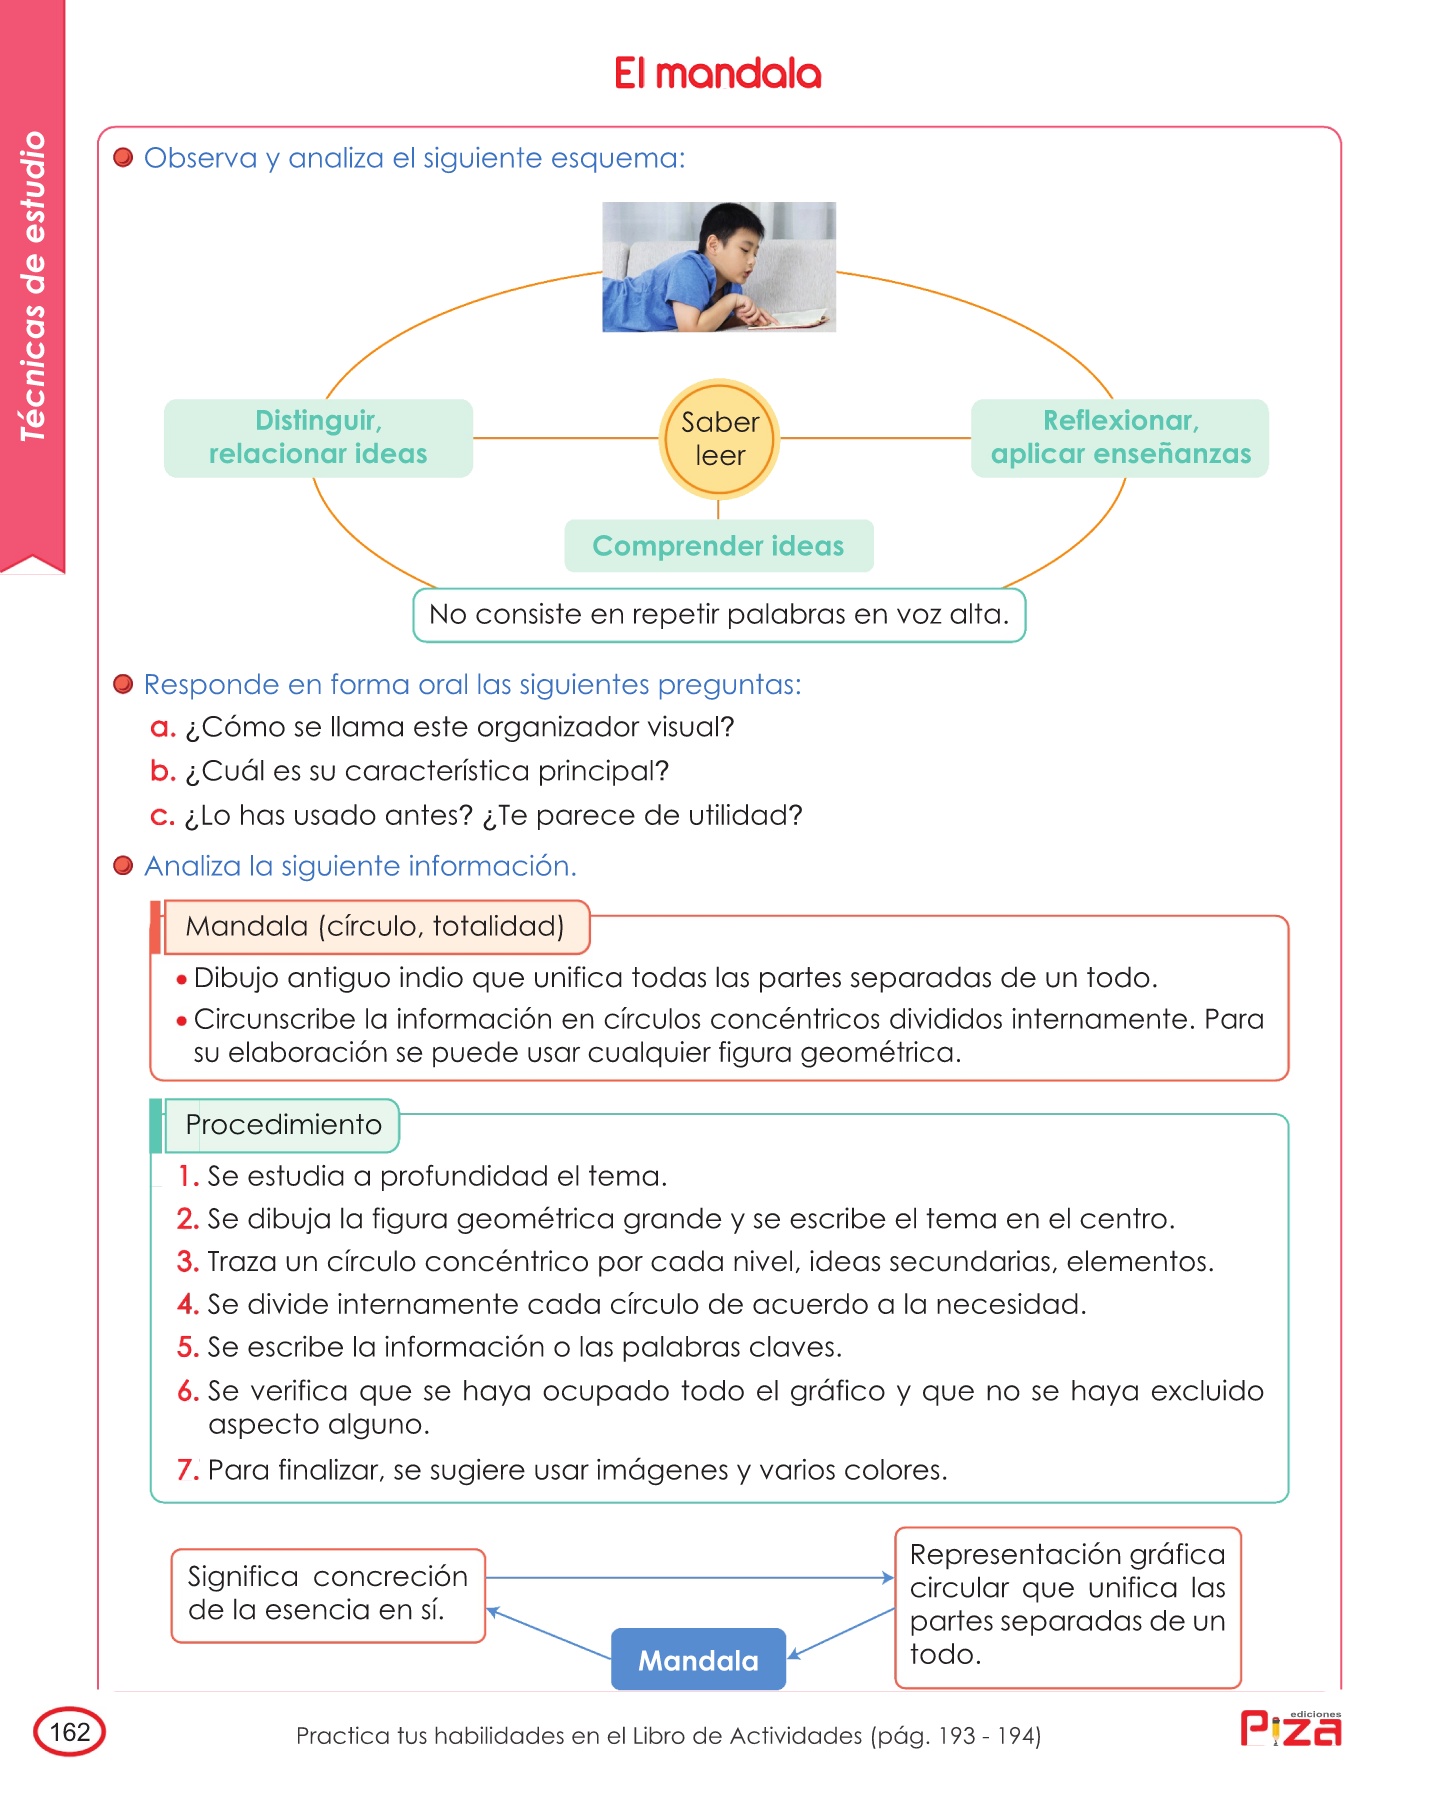 El mandala
Técnicas de estudio
Observa y analiza el siguiente esquema:
Distinguir,
relacionar ideas
Saber
leer
Reflexionar,
aplicar enseñanzas
Comprender ideas
No consiste en repetir palabras en voz alta.
Responde en forma oral las siguientes preguntas:
a. ¿Cómo se llama este organizador visual?
b. ¿Cuál es su característica principal?
c. ¿Lo has usado antes? ¿Te parece de utilidad?
Analiza la siguiente información.
Mandala (círculo, totalidad)
• Dibujo antiguo indio que unifica todas las partes separadas de un todo.
• Circunscribe la información en círculos concéntricos divididos internamente. Para
su elaboración se puede usar cualquier figura geométrica.
Procedimiento
1. Se estudia a profundidad el tema.
2. Se dibuja la figura geométrica grande y se escribe el tema en el centro.
3. Traza un círculo concéntrico por cada nivel, ideas secundarias, elementos.
4. Se divide internamente cada círculo de acuerdo a la necesidad.
5. Se escribe la información o las palabras claves.
6. Se verifica que se haya ocupado todo el gráfico y que no se haya excluido
aspecto alguno.
7. Para finalizar, se sugiere usar imágenes y varios colores.
Significa concreción
de la esencia en sí.
Representación gráfica
circular que unifica las
partes separadas de un
todo.
Mandala
162
Practica tus habilidades en el Libro de Actividades (pág. 193 - 194)
ediciones
Piza